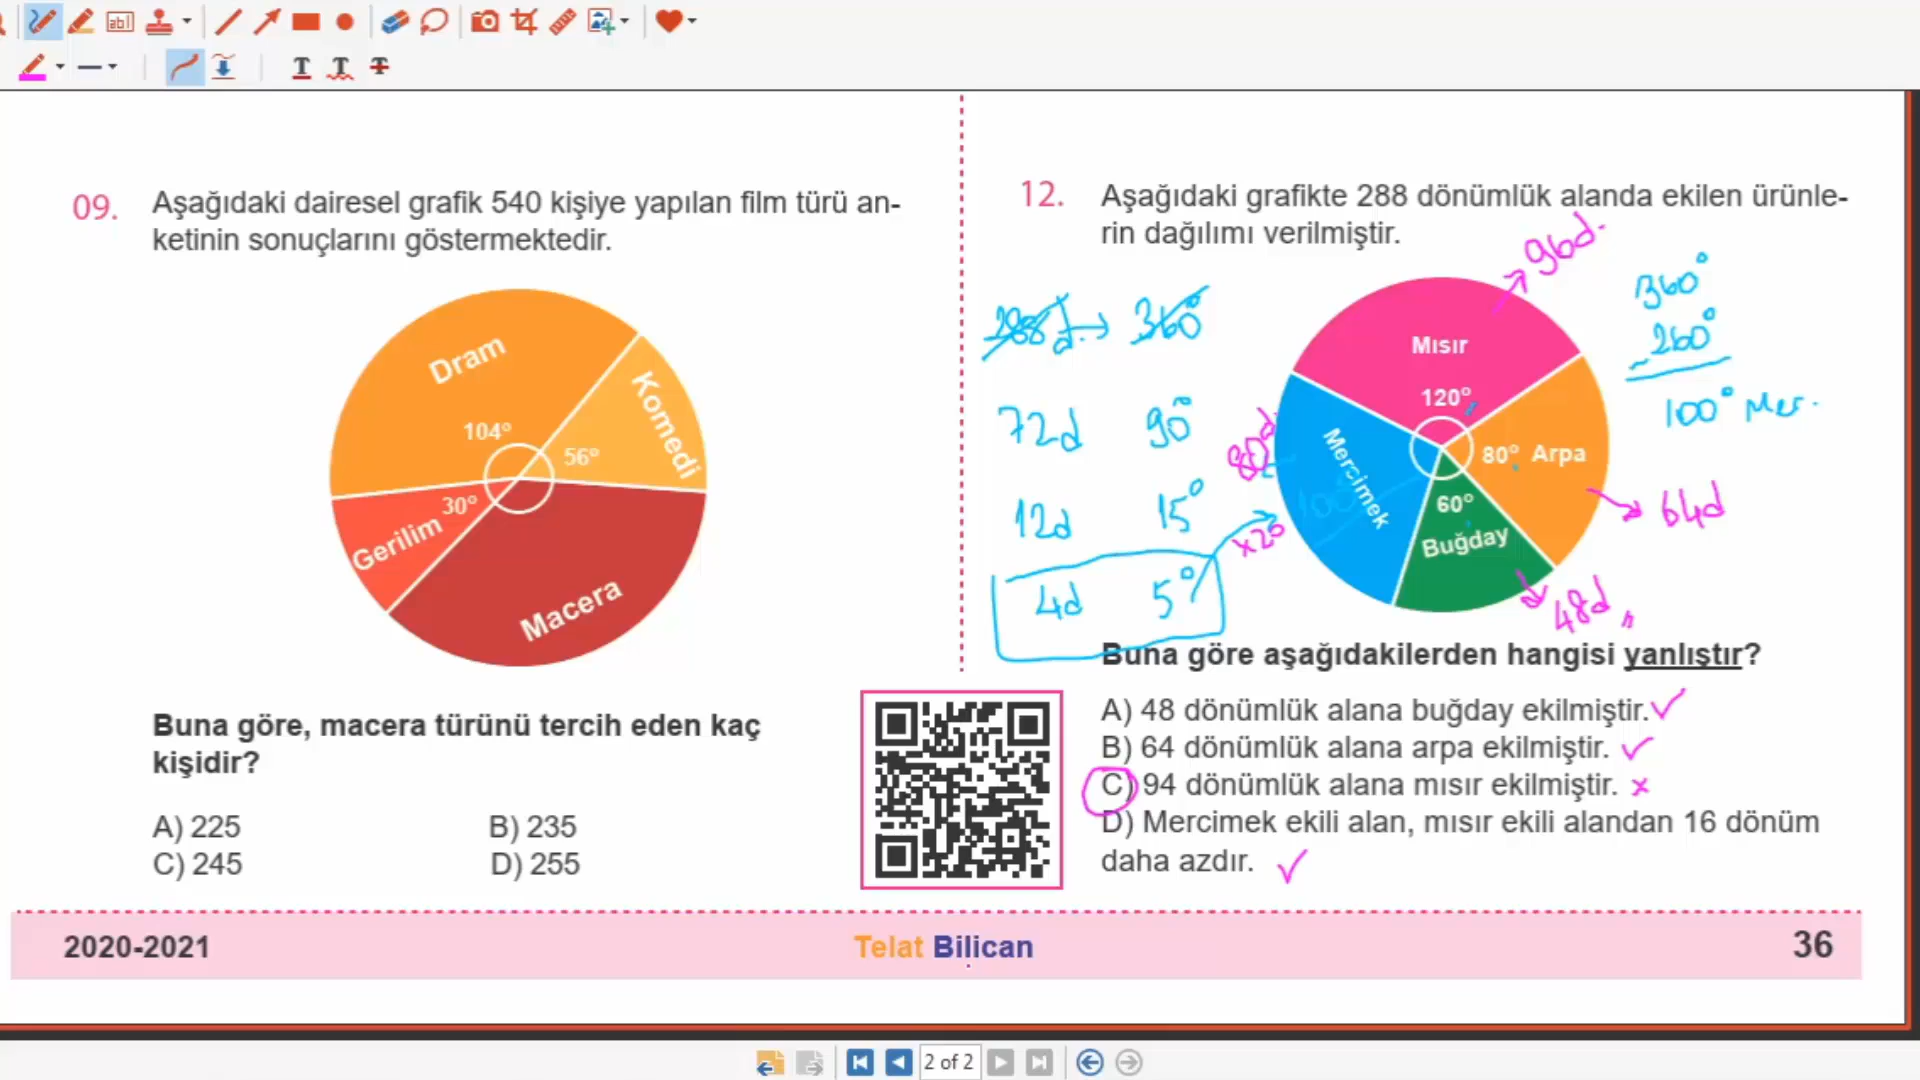 09. Aşağıdaki dairesel grafik 540 kişiye yapılan film türü an-
ketinin sonuçlarını göstermektedir.
Dram
Komedi
104°
56°
30°
Gerilim
Macera
Buna göre, macera türünü tercih eden kaç
kişidir?
A) 225 B) 235
C) 245 D) 255
12. Aşağıdaki grafikte 288 dönümlük alanda ekilen ürünle-
rin dağılımı verilmiştir.
96d.
288d → 360°
72d 90°
12d 15°
4d 5°
x20
80d
Mısır
120°
Mercimek
100°
80° Arpa
60°
Buğday
64d
48d
360°
- 260°
100° Mer.
Buna göre aşağıdakilerden hangisi yanlıştır?
A) 48 dönümlük alana buğday ekilmiştir.
B) 64 dönümlük alana arpa ekilmiştir.
C) 94 dönümlük alana mısır ekilmiştir.
D) Mercimek ekili alan, mısır ekili alandan 16 dönüm
daha azdır.
2020-2021
Telat Bilican
36
2 of 2